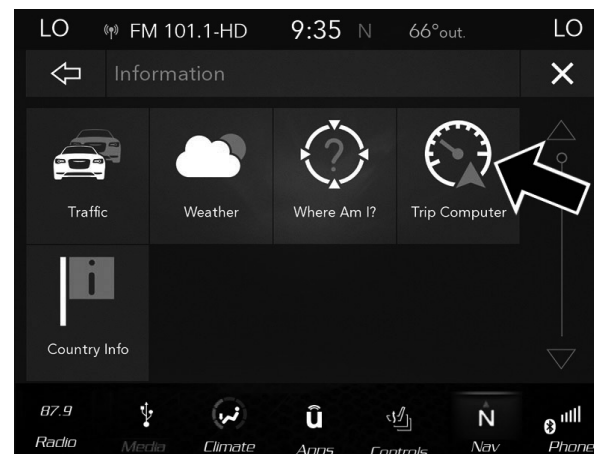 LO FM 101.1-HD 9:35 N 66°out. LO
Information
Traffic Weather Where Am I? Trip Computer
Country Info
87.9
Radio Media Climate Apps Controls Nav Phone